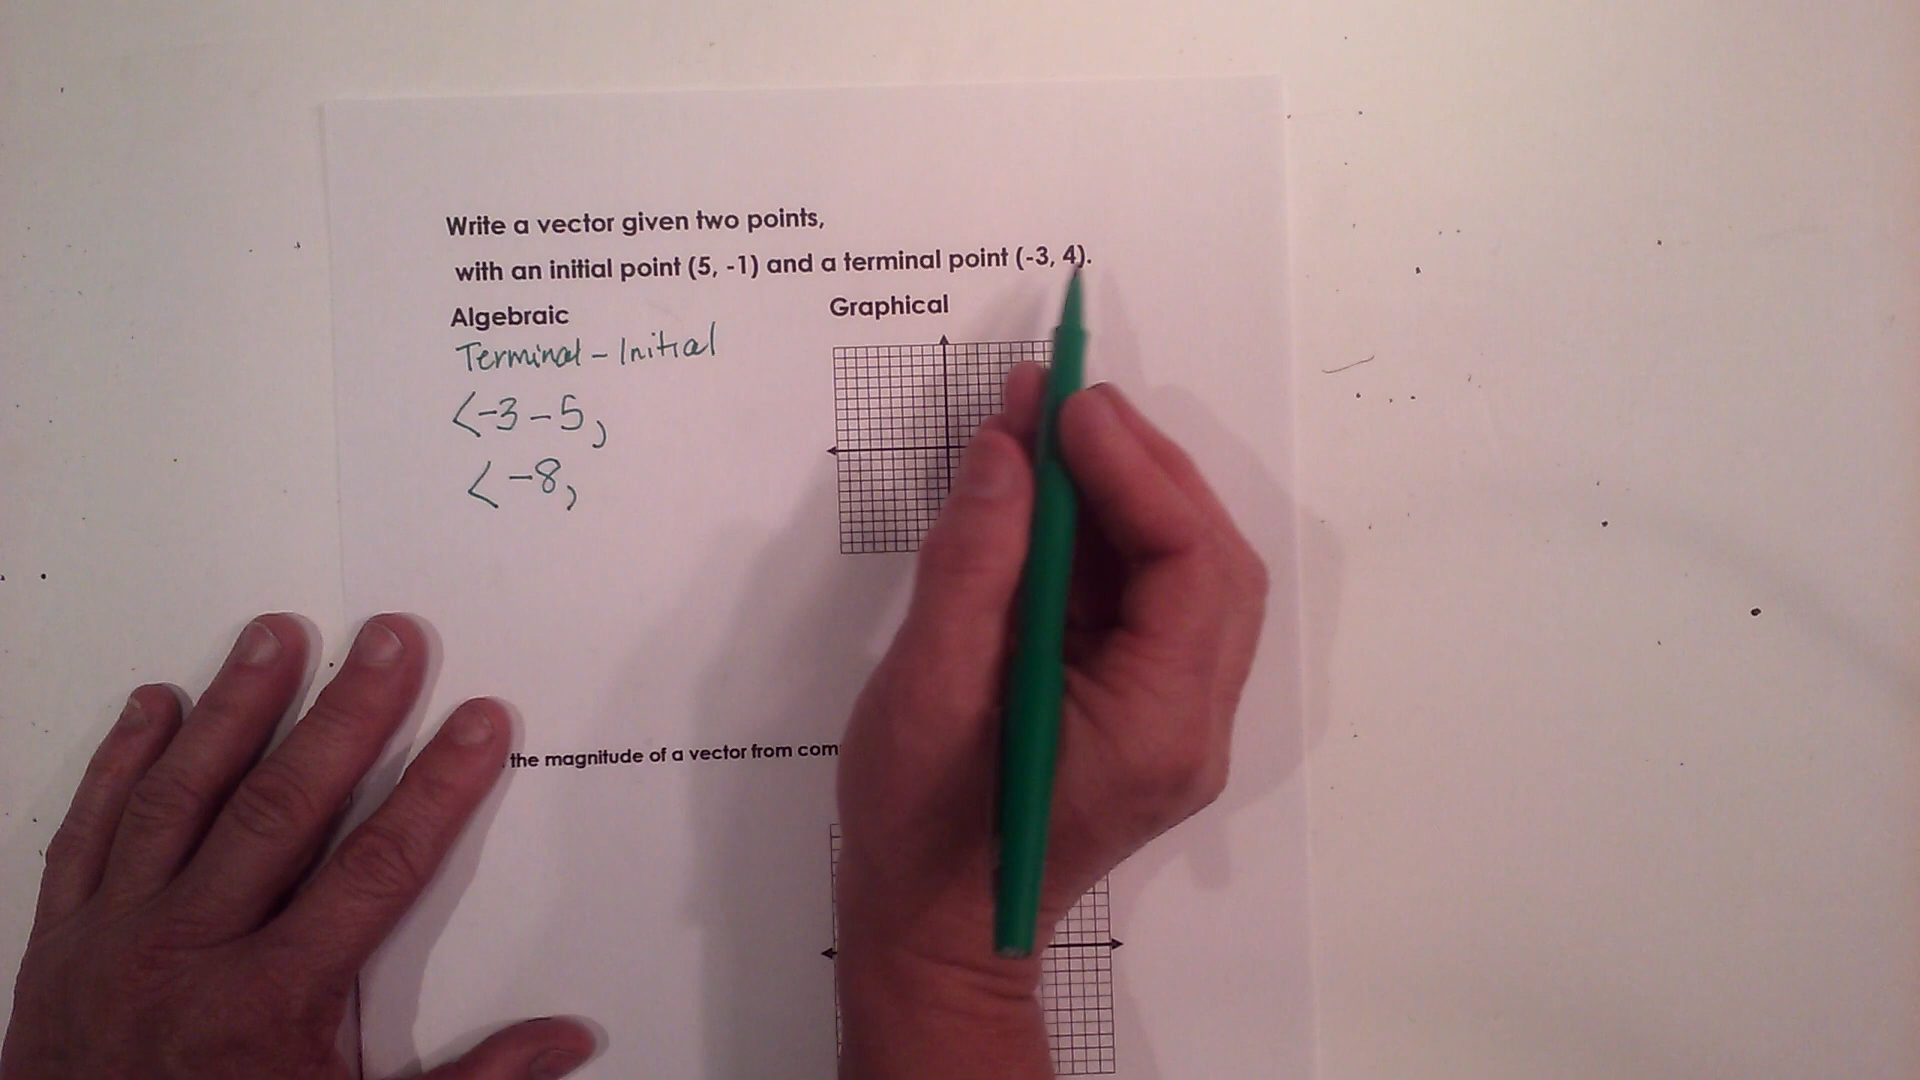 Write a vector given two points,
with an initial point (5, -1) and a terminal point (-3, 4).
Algebraic
Graphical
Terminal - Initial
<-3-5,
< -8,
the magnitude of a vector from com